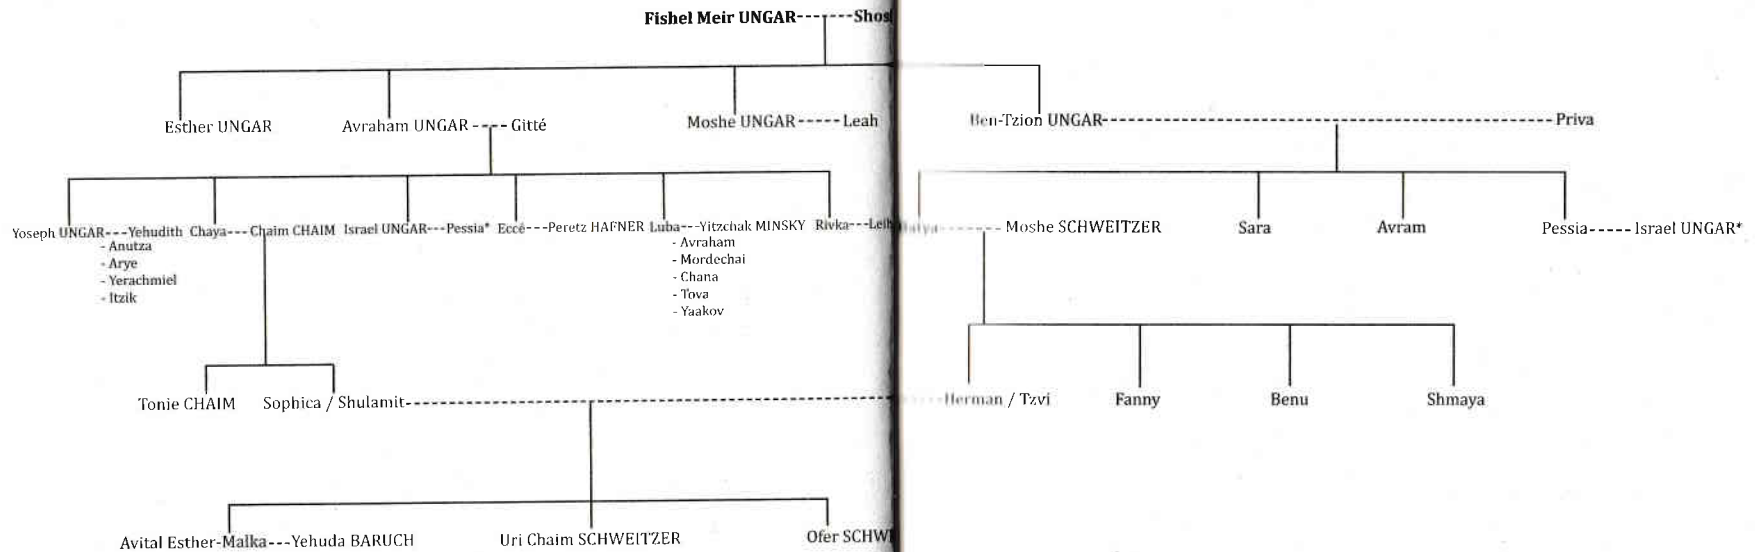 Fishel Meir UNGAR-------Shos
Esther UNGAR Avraham UNGAR-----Gitté Moshe UNGAR-----Leah Ben-Tzion UNGAR-----Priva
Yoseph UNGAR---Yehudith Chaya---Chaim CHAIM Israel UNGAR---Pessia* Eccé---Peretz HAFNER Luba---Yitzchak MINSKY Rivka---Leib Moshe SCHWEITZER Sara Avram Pessia-----Israel UNGAR*
- Anutza
- Arye
- Yerachmiel
- Itzik
- Avraham
- Mordechai
- Chana
- Tova
- Yaakov
Tonie CHAIM Sophica / Shulamit-----Herman / Tzvi Fanny Benu Shmaya
Avital Esther-Malka---Yehuda BARUCH Uri Chaim SCHWEITZER Ofer SCHW